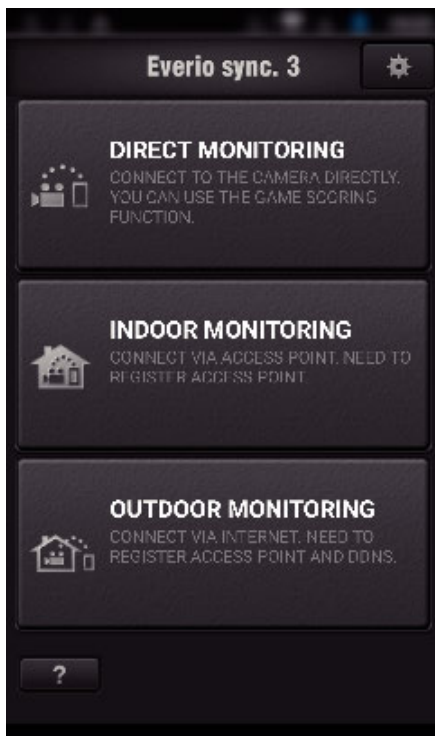 Everio sync. 3
DIRECT MONITORING
CONNECT TO THE CAMERA DIRECTLY.
YOU CAN USE THE GAME SCORING
FUNCTION.
INDOOR MONITORING
CONNECT VIA ACCESS POINT. NEED TO
REGISTER ACCESS POINT.
OUTDOOR MONITORING
CONNECT VIA INTERNET. NEED TO
REGISTER ACCESS POINT AND DDNS.
?